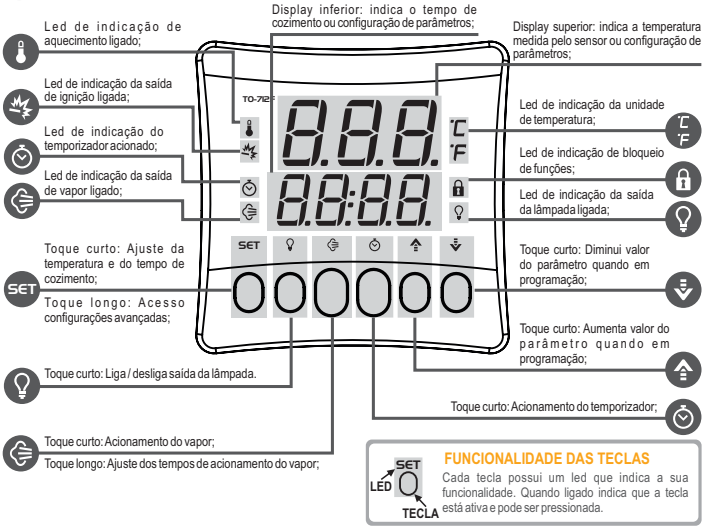 Display inferior: indica o tempo de
cozimento ou configuração de parâmetros;
Led de indicação de
aquecimento ligado;
Display superior: indica a temperatura
medida pelo sensor ou configuração de
parâmetros;
Led de indicação da saída
de ignição ligada;
Led de indicação do
temporizador acionado;
Led de indicação da saída
de vapor ligado;
TO-712F
8.8.8.
8.8:8.8.
°C
°F
Led de indicação da unidade
de temperatura;
°C
°F
Led de indicação de bloqueio
de funções;
Led de indicação da saída
da lâmpada ligada;
SET
SET
Toque curto: Ajuste da
temperatura e do tempo de
cozimento;
Toque longo: Acesso
configurações avançadas;
Toque curto: Diminui valor
do parâmetro quando em
programação;
Toque curto: Aumenta valor do
parâmetro quando em
programação;
Toque curto: Liga / desliga saída da lâmpada.
Toque curto: Acionamento do temporizador;
Toque curto: Acionamento do vapor;
Toque longo: Ajuste dos tempos de acionamento do vapor;
SET
LED
TECLA
FUNCIONALIDADE DAS TECLAS
Cada tecla possui um led que indica a sua
funcionalidade. Quando ligado indica que a tecla
está ativa e pode ser pressionada.